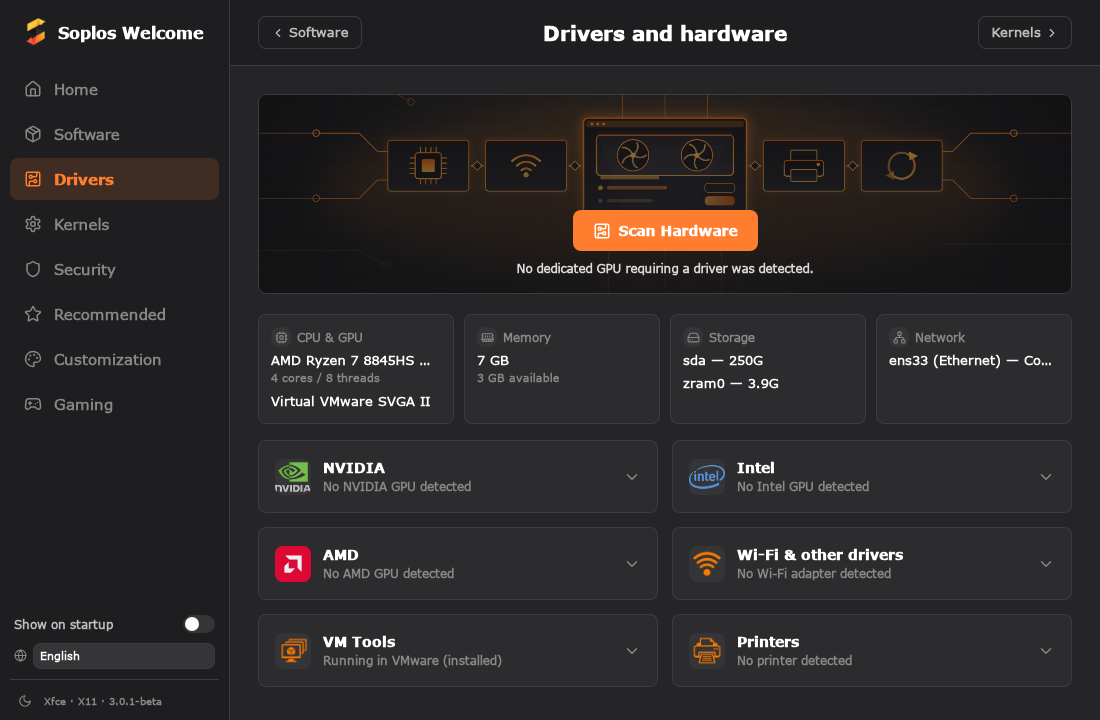 Soplos Welcome
Home
Software
Drivers
Kernels
Security
Recommended
Customization
Gaming
Show on startup
English
Xfce · X11 · 3.0.1-beta
Software
Drivers and hardware
Kernels
Scan Hardware
No dedicated GPU requiring a driver was detected.
CPU & GPU
AMD Ryzen 7 8845HS ...
4 cores / 8 threads
Virtual VMware SVGA II
Memory
7 GB
3 GB available
Storage
sda — 250G
zram0 — 3.9G
Network
ens33 (Ethernet) — Co...
NVIDIA
NVIDIA
No NVIDIA GPU detected
intel
Intel
No Intel GPU detected
AMD
No AMD GPU detected
Wi-Fi & other drivers
No Wi-Fi adapter detected
VM Tools
Running in VMware (installed)
Printers
No printer detected